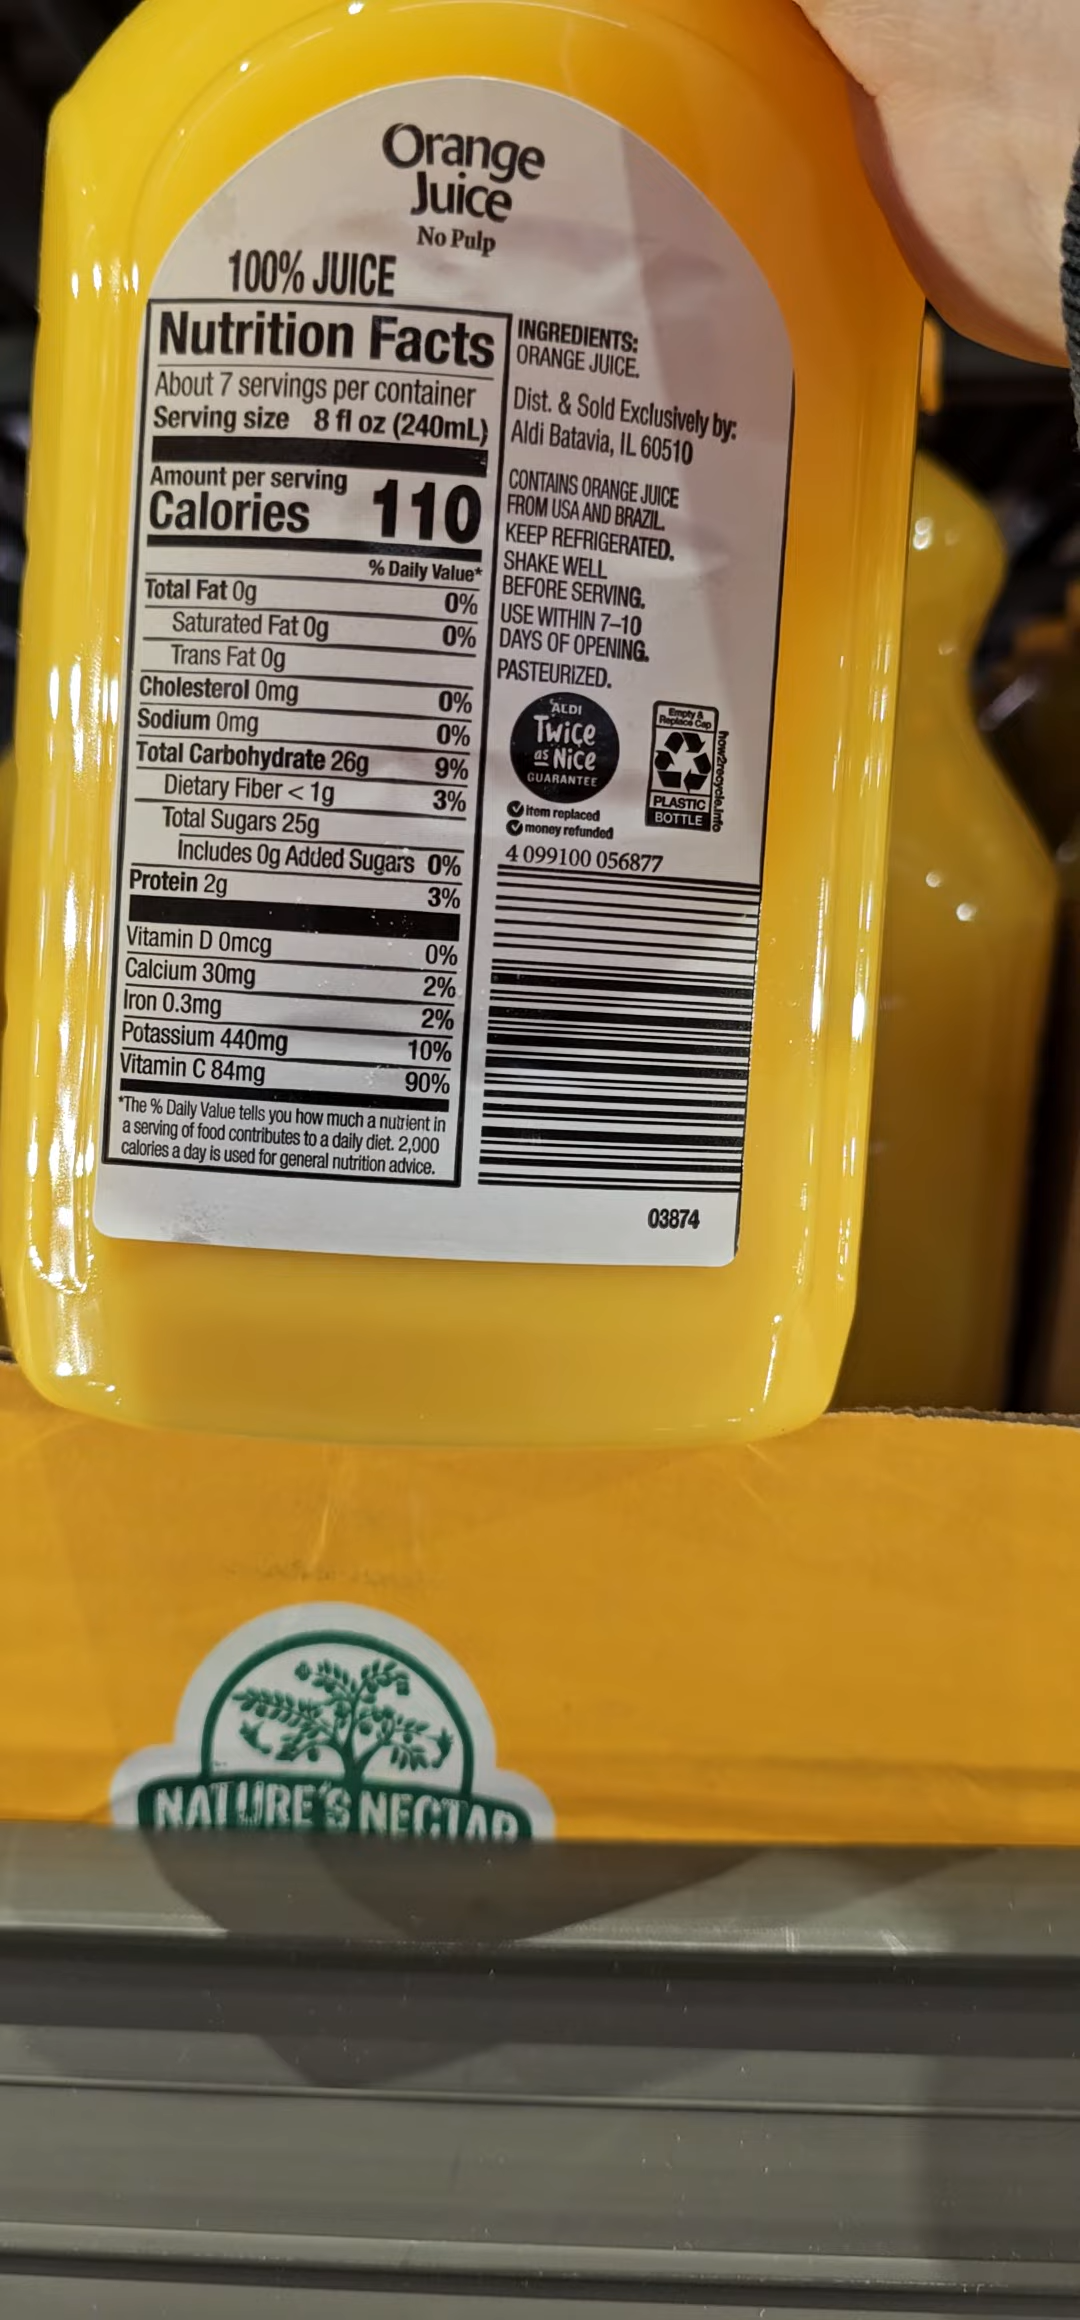 Orange
Juice
No Pulp
100% JUICE
Nutrition Facts
About 7 servings per container
Serving size 8 fl oz (240mL)
Amount per serving
Calories 110
% Daily Value*
Total Fat 0g 0%
Saturated Fat 0g 0%
Trans Fat 0g
Cholesterol 0mg 0%
Sodium 0mg 0%
Total Carbohydrate 26g 9%
Dietary Fiber < 1g 3%
Total Sugars 25g
Includes 0g Added Sugars 0%
Protein 2g 3%
Vitamin D 0mcg 0%
Calcium 30mg 2%
Iron 0.3mg 2%
Potassium 440mg 10%
Vitamin C 84mg 90%
*The % Daily Value tells you how much a nutrient in
a serving of food contributes to a daily diet. 2,000
calories a day is used for general nutrition advice.
INGREDIENTS:
ORANGE JUICE.
Dist. & Sold Exclusively by:
Aldi Batavia, IL 60510
CONTAINS ORANGE JUICE
FROM USA AND BRAZIL.
KEEP REFRIGERATED.
SHAKE WELL
BEFORE SERVING.
USE WITHIN 7–10
DAYS OF OPENING.
PASTEURIZED.
ALDI
Twice
as Nice
GUARANTEE
item replaced
money refunded
Empty &
Replace Cap
PLASTIC
BOTTLE
how2recycle.info
4 099100 056877
03874
NATURE'S NECTAR